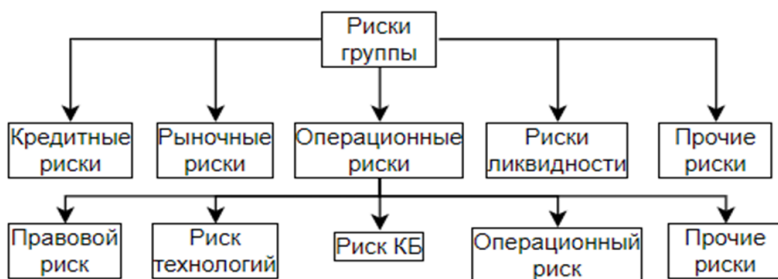 Риски
группы
Кредитные
риски
Рыночные
риски
Операционные
риски
Риски
ликвидности
Прочие
риски
Правовой
риск
Риск
технологий
Риск КБ
Операционный
риск
Прочие
риски